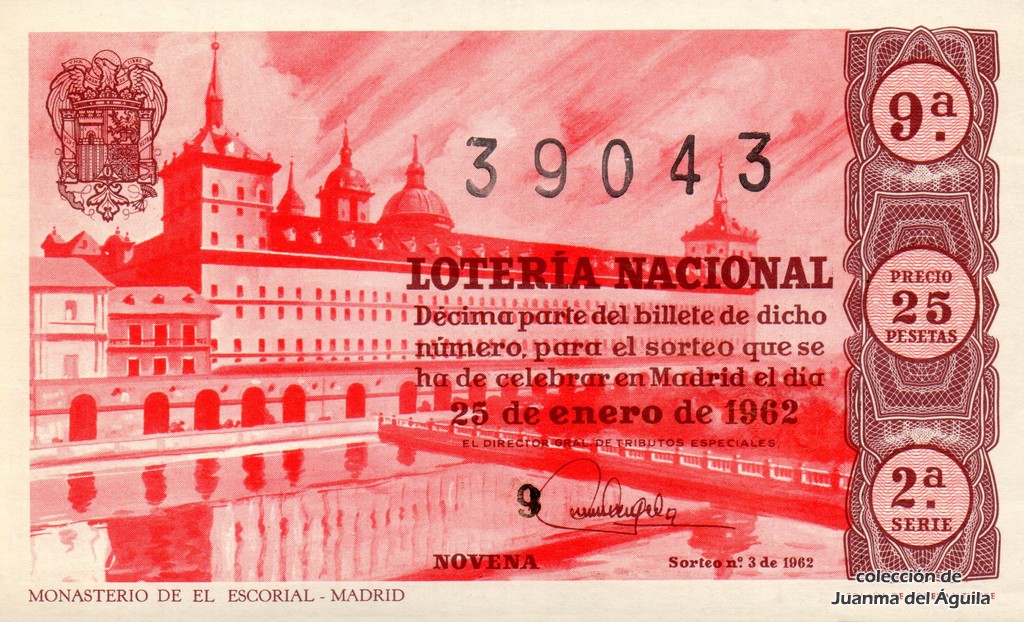 39043
LOTERÍA NACIONAL
Décima parte del billete de dicho
número, para el sorteo que se
ha de celebrar en Madrid el día
25 de enero de 1962
EL DIRECTOR GRAL. DE TRIBUTOS ESPECIALES,
9
NOVENA
Sorteo nº. 3 de 1962
9ª
PRECIO
25
PESETAS
2ª
SERIE
MONASTERIO DE EL ESCORIAL - MADRID
colección de
Juanma del Águila